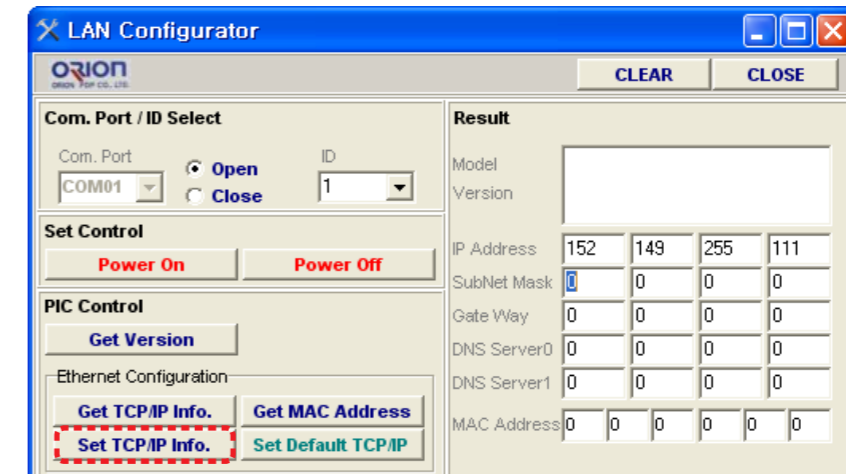 LAN Configurator
ORION
ORION PDP CO., LTD.
CLEAR CLOSE
Com. Port / ID Select
Com. Port
COM01
Open
Close
ID
1
Set Control
Power On Power Off
PIC Control
Get Version
Ethernet Configuration
Get TCP/IP Info. Get MAC Address
Set TCP/IP Info. Set Default TCP/IP
Result
Model
Version
IP Address 152 149 255 111
SubNet Mask 0 0 0 0
Gate Way 0 0 0 0
DNS Server0 0 0 0 0
DNS Server1 0 0 0 0
MAC Address 0 0 0 0 0 0